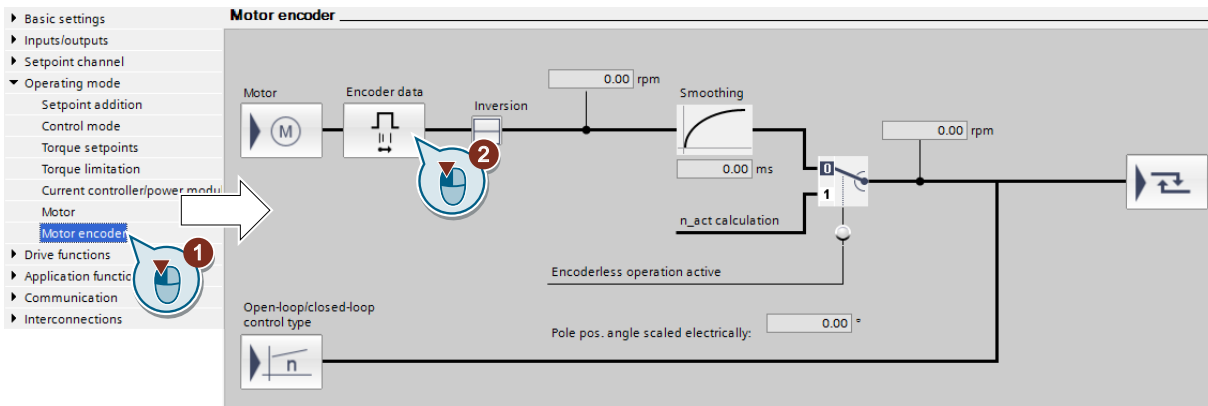 Basic settings
Inputs/outputs
Setpoint channel
Operating mode
Setpoint addition
Control mode
Torque setpoints
Torque limitation
Current controller/power modu
Motor
Motor encoder
Drive functions
Application functio
Communication
Interconnections
1
Motor encoder
0.00 rpm
Motor
Encoder data
Inversion
Smoothing
M
2
0.00 ms
0.00 rpm
0
1
n_act calculation
Encoderless operation active
Open-loop/closed-loop
control type
Pole pos. angle scaled electrically:
0.00 °
n